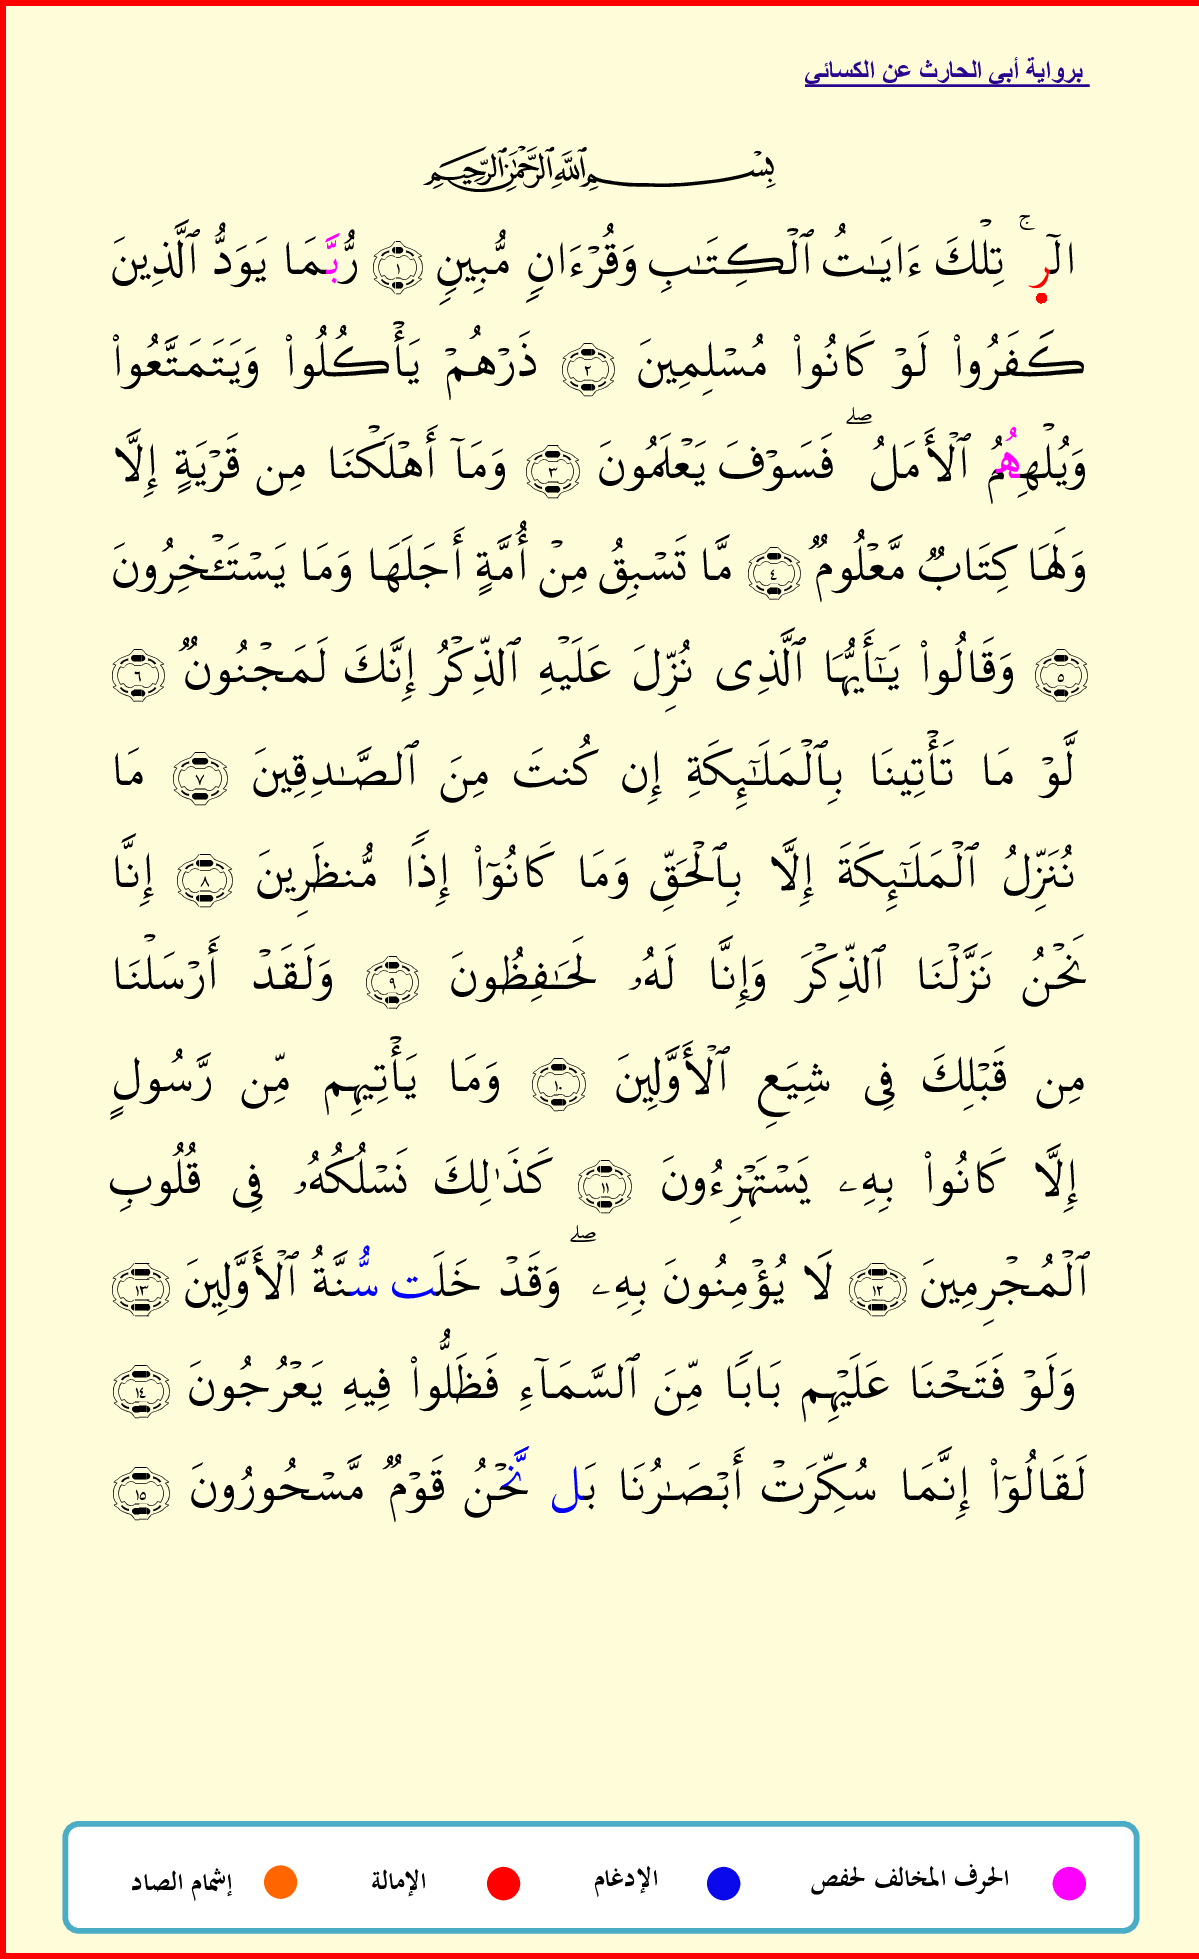 برواية أبي الحارث عن الكسائي
بِسْمِ ٱللَّهِ ٱلرَّحْمَٰنِ ٱلرَّحِيمِ
الٓرۚ تِلۡكَ ءَايَٰتُ ٱلۡكِتَٰبِ وَقُرۡءَانٖ مُّبِينٖ ١ رُّبَّمَا يَوَدُّ ٱلَّذِينَ
كَفَرُواْ لَوۡ كَانُواْ مُسۡلِمِينَ ٢ ذَرۡهُمۡ يَأۡكُلُواْ وَيَتَمَتَّعُواْ
وَيُلۡهِهُمُ ٱلۡأَمَلُۖ فَسَوۡفَ يَعۡلَمُونَ ٣ وَمَآ أَهۡلَكۡنَا مِن قَرۡيَةٍ إِلَّا
وَلَهَا كِتَابٞ مَّعۡلُومٞ ٤ مَّا تَسۡبِقُ مِنۡ أُمَّةٍ أَجَلَهَا وَمَا يَسۡتَـٔۡخِرُونَ
٥ وَقَالُواْ يَٰٓأَيُّهَا ٱلَّذِي نُزِّلَ عَلَيۡهِ ٱلذِّكۡرُ إِنَّكَ لَمَجۡنُونٞ ٦
لَّوۡ مَا تَأۡتِينَا بِٱلۡمَلَٰٓئِكَةِ إِن كُنتَ مِنَ ٱلصَّٰدِقِينَ ٧ مَا
نُنَزِّلُ ٱلۡمَلَٰٓئِكَةَ إِلَّا بِٱلۡحَقِّ وَمَا كَانُوٓاْ إِذٗا مُّنظَرِينَ ٨ إِنَّا
نَحۡنُ نَزَّلۡنَا ٱلذِّكۡرَ وَإِنَّا لَهُۥ لَحَٰفِظُونَ ٩ وَلَقَدۡ أَرۡسَلۡنَا
مِن قَبۡلِكَ فِي شِيَعِ ٱلۡأَوَّلِينَ ١٠ وَمَا يَأۡتِيهِم مِّن رَّسُولٍ
إِلَّا كَانُواْ بِهِۦ يَسۡتَهۡزِءُونَ ١١ كَذَٰلِكَ نَسۡلُكُهُۥ فِي قُلُوبِ
ٱلۡمُجۡرِمِينَ ١٢ لَا يُؤۡمِنُونَ بِهِۦۖ وَقَدۡ خَلَت سُّنَّةُ ٱلۡأَوَّلِينَ ١٣
وَلَوۡ فَتَحۡنَا عَلَيۡهِم بَابٗا مِّنَ ٱلسَّمَآءِ فَظَلُّواْ فِيهِ يَعۡرُجُونَ ١٤
لَقَالُوٓاْ إِنَّمَا سُكِّرَتۡ أَبۡصَٰرُنَا بَل نَّحۡنُ قَوۡمٞ مَّسۡحُورُونَ ١٥
الحرف المخالف لحفص الإدغام الإمالة إشمام الصاد